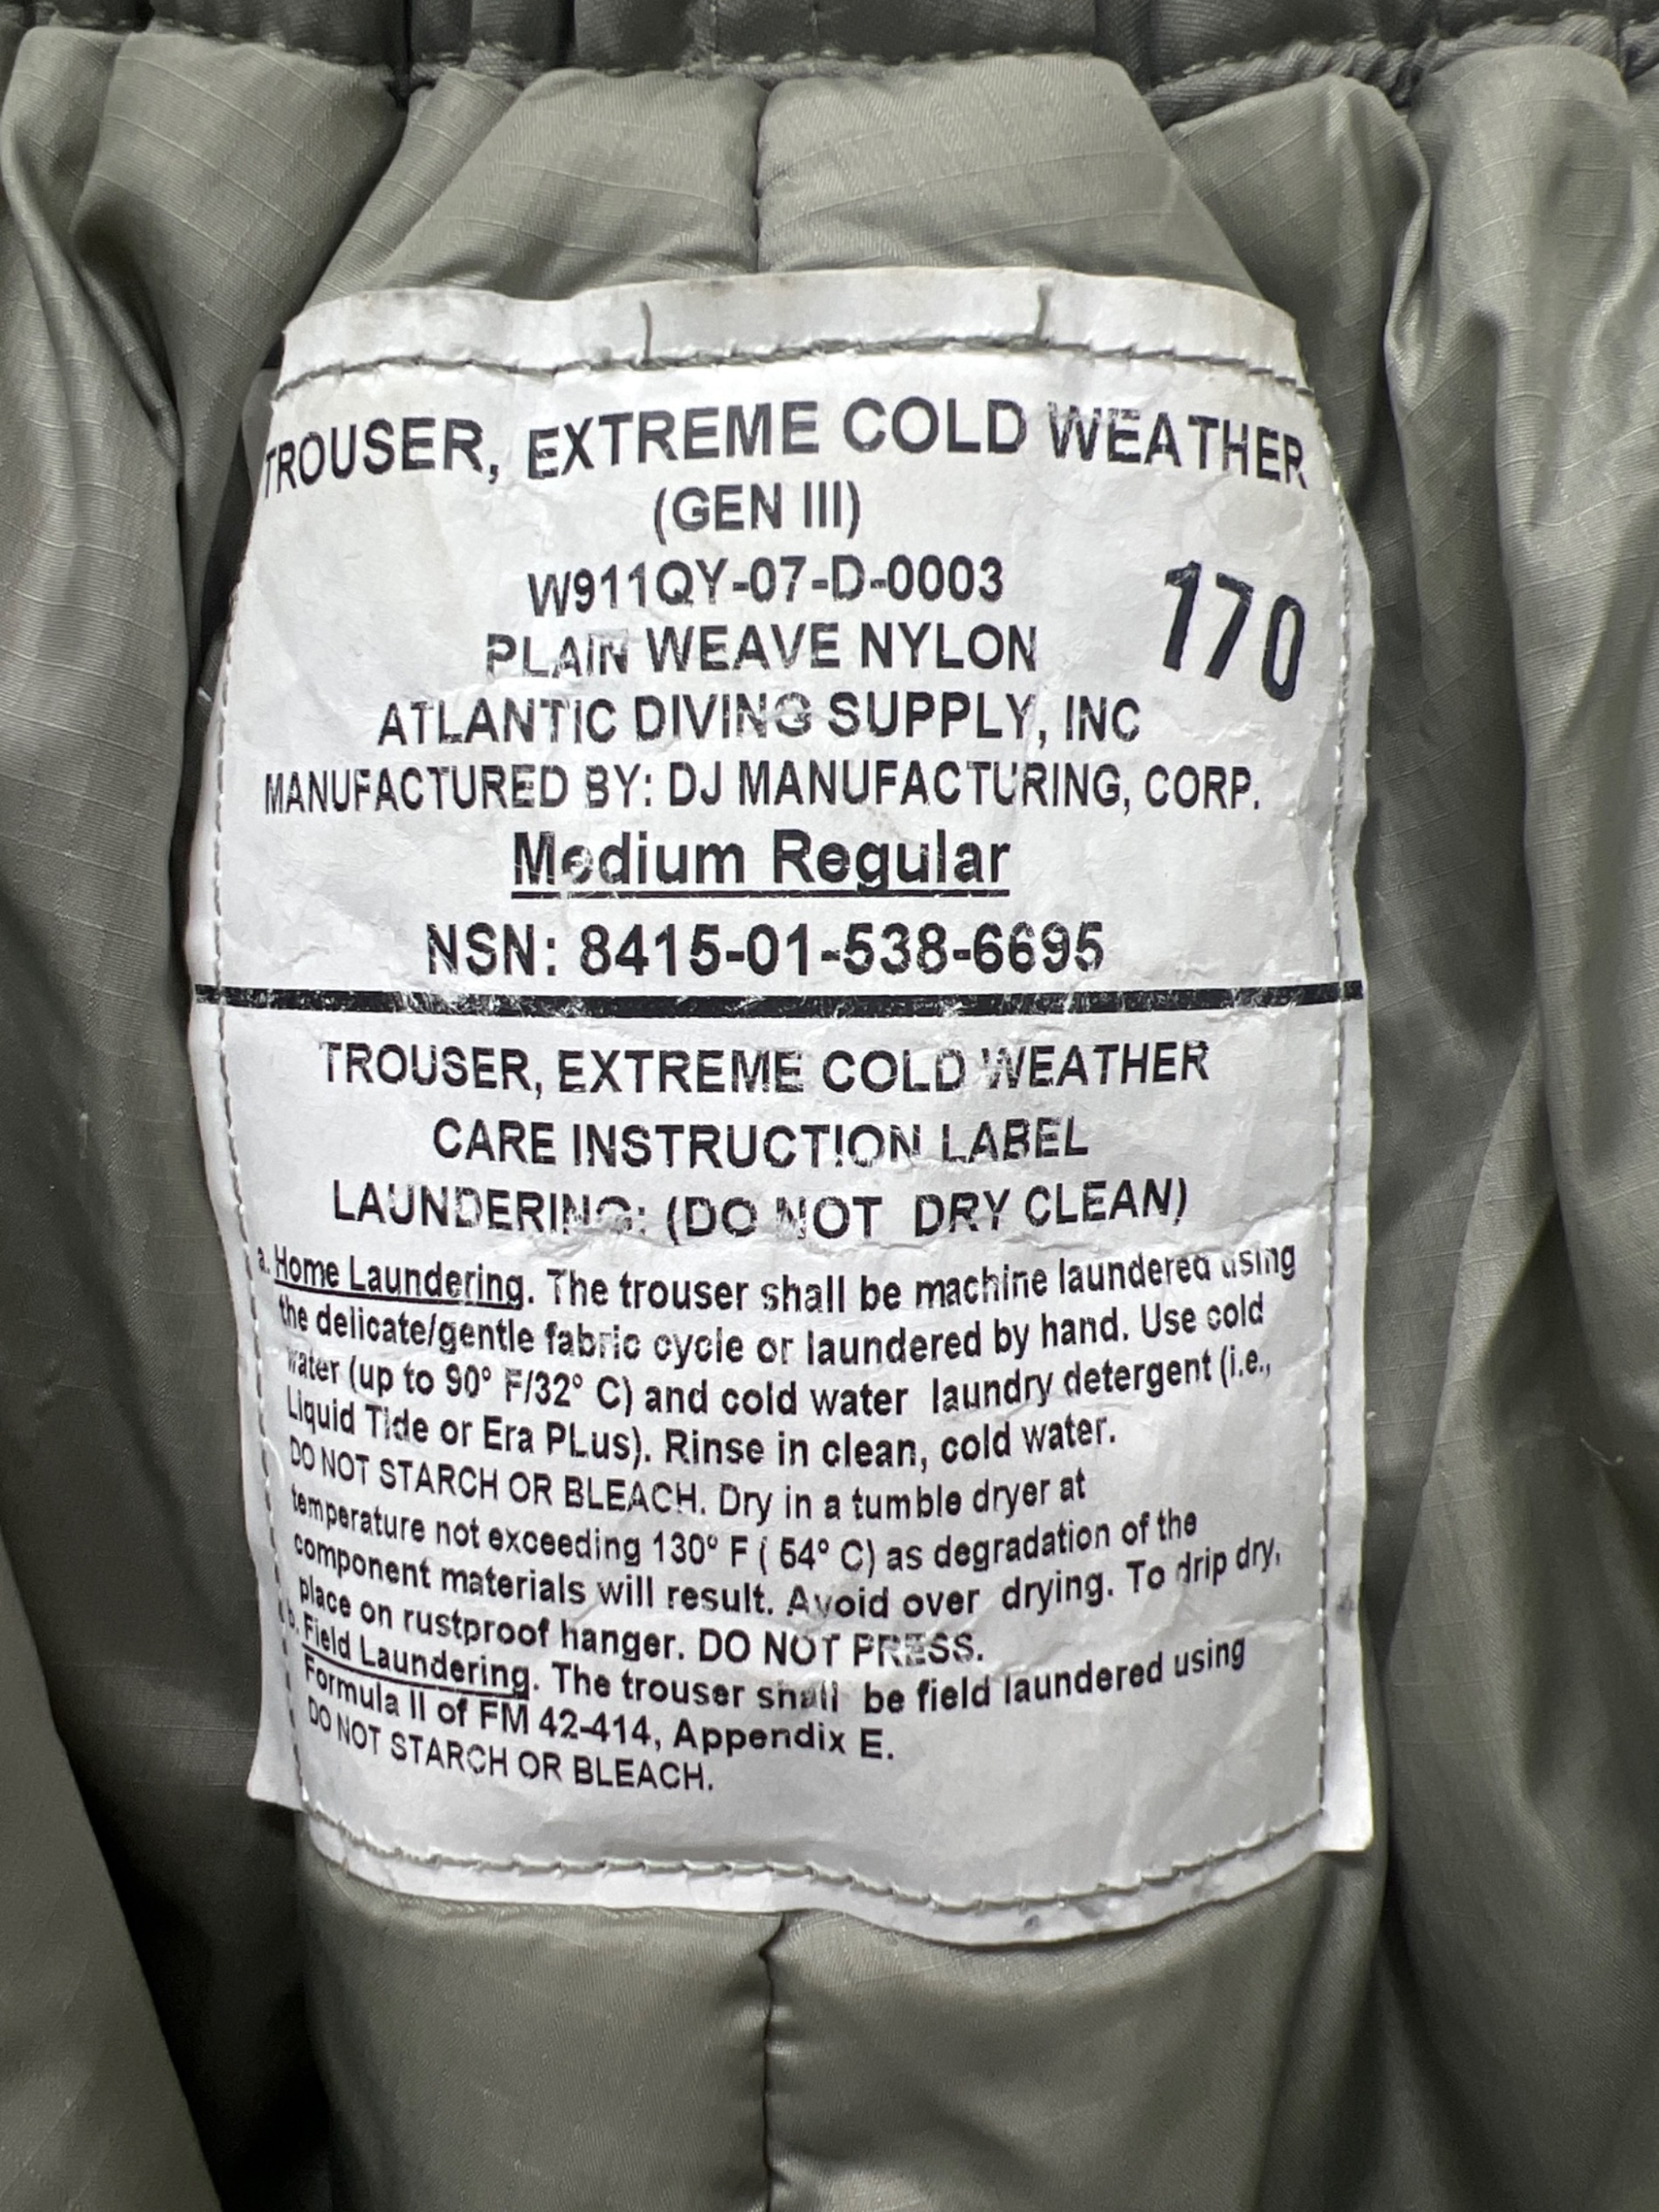 TROUSER, EXTREME COLD WEATHER
(GEN III)
W911QY-07-D-0003
170
PLAIN WEAVE NYLON
ATLANTIC DIVING SUPPLY, INC
MANUFACTURED BY: DJ MANUFACTURING, CORP.
Medium Regular
NSN: 8415-01-538-6695
TROUSER, EXTREME COLD WEATHER
CARE INSTRUCTION LABEL
LAUNDERING: (DO NOT DRY CLEAN)
a. Home Laundering. The trouser shall be machine laundered using
the delicate/gentle fabric cycle or laundered by hand. Use cold
water (up to 90° F/32° C) and cold water laundry detergent (i.e.,
Liquid Tide or Era PLus). Rinse in clean, cold water.
DO NOT STARCH OR BLEACH. Dry in a tumble dryer at
temperature not exceeding 130° F ( 54° C) as degradation of the
component materials will result. Avoid over drying. To drip dry,
place on rustproof hanger. DO NOT PRESS.
b. Field Laundering. The trouser shall be field laundered using
Formula II of FM 42-414, Appendix E.
DO NOT STARCH OR BLEACH.